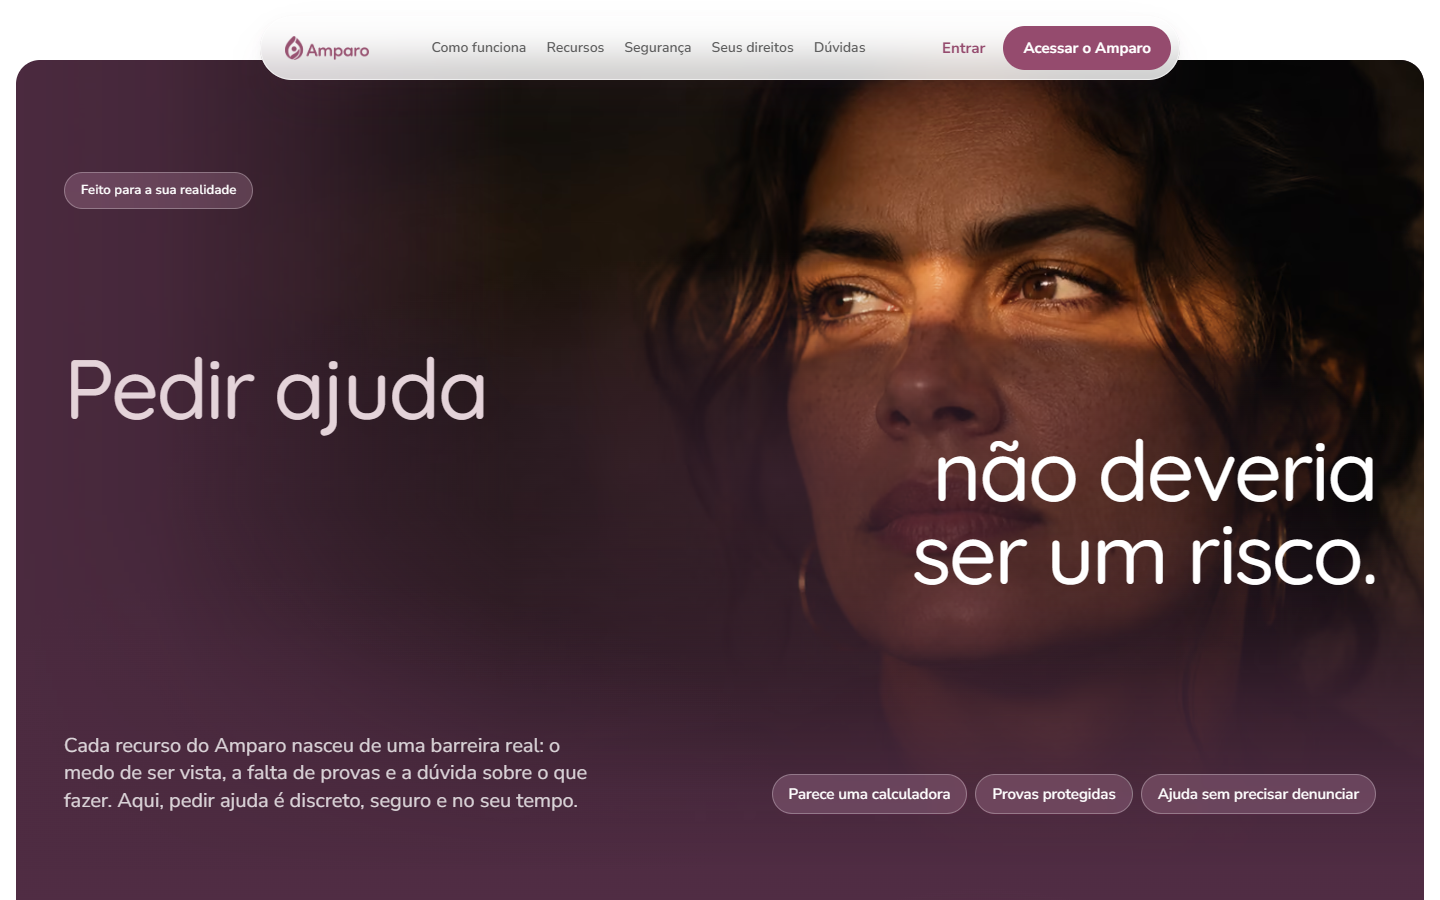 Amparo
Como funciona
Recursos
Segurança
Seus direitos
Dúvidas
Entrar
Acessar o Amparo
Feito para a sua realidade
Pedir ajuda
não deveria
ser um risco.
Cada recurso do Amparo nasceu de uma barreira real: o
medo de ser vista, a falta de provas e a dúvida sobre o que
fazer. Aqui, pedir ajuda é discreto, seguro e no seu tempo.
Parece uma calculadora
Provas protegidas
Ajuda sem precisar denunciar